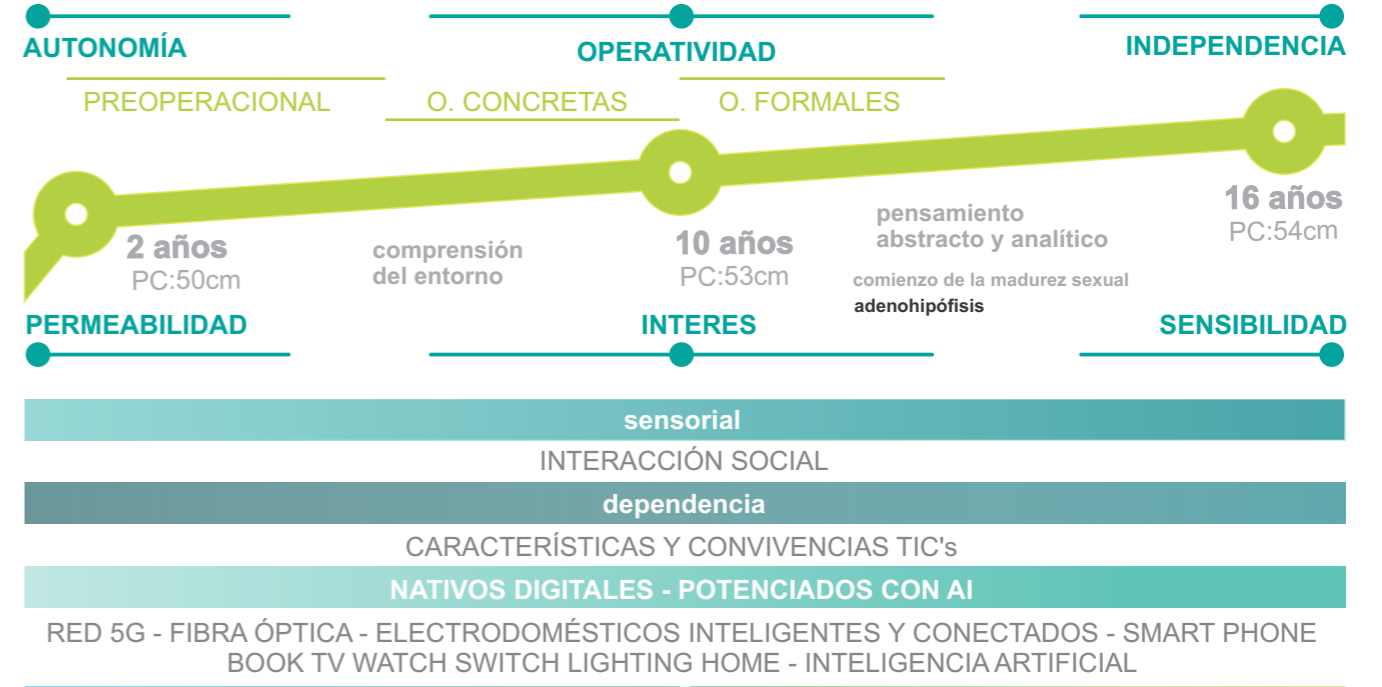 AUTONOMÍA
OPERATIVIDAD
INDEPENDENCIA
PREOPERACIONAL
O. CONCRETAS
O. FORMALES
2 años
PC:50cm
comprensión
del entorno
10 años
PC:53cm
pensamiento
abstracto y analítico
comienzo de la madurez sexual
adenohipófisis
16 años
PC:54cm
PERMEABILIDAD
INTERES
SENSIBILIDAD
sensorial
INTERACCIÓN SOCIAL
dependencia
CARACTERÍSTICAS Y CONVIVENCIAS TIC's
NATIVOS DIGITALES - POTENCIADOS CON AI
RED 5G - FIBRA ÓPTICA - ELECTRODOMÉSTICOS INTELIGENTES Y CONECTADOS - SMART PHONE
BOOK TV WATCH SWITCH LIGHTING HOME - INTELIGENCIA ARTIFICIAL